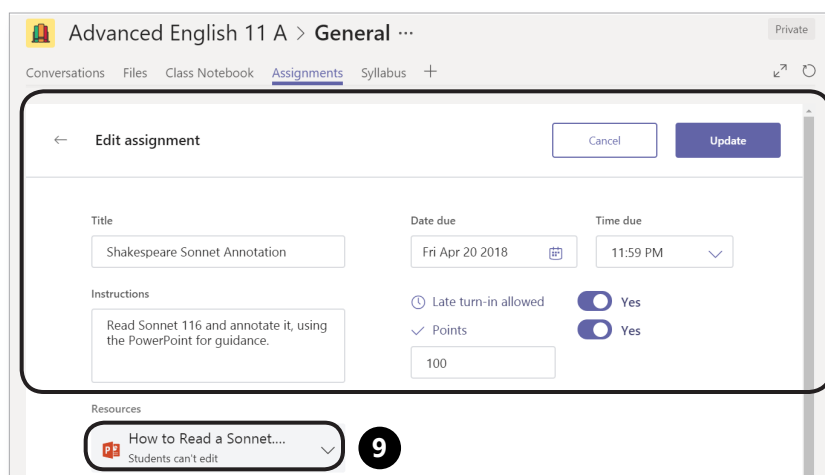 Advanced English 11 A > General ...
Private
Conversations Files Class Notebook Assignments Syllabus +
← Edit assignment
Cancel
Update
Title
Shakespeare Sonnet Annotation
Date due
Fri Apr 20 2018
Time due
11:59 PM
Instructions
Read Sonnet 116 and annotate it, using
the PowerPoint for guidance.
Late turn-in allowed
Yes
Points
Yes
100
Resources
How to Read a Sonnet....
Students can't edit
9